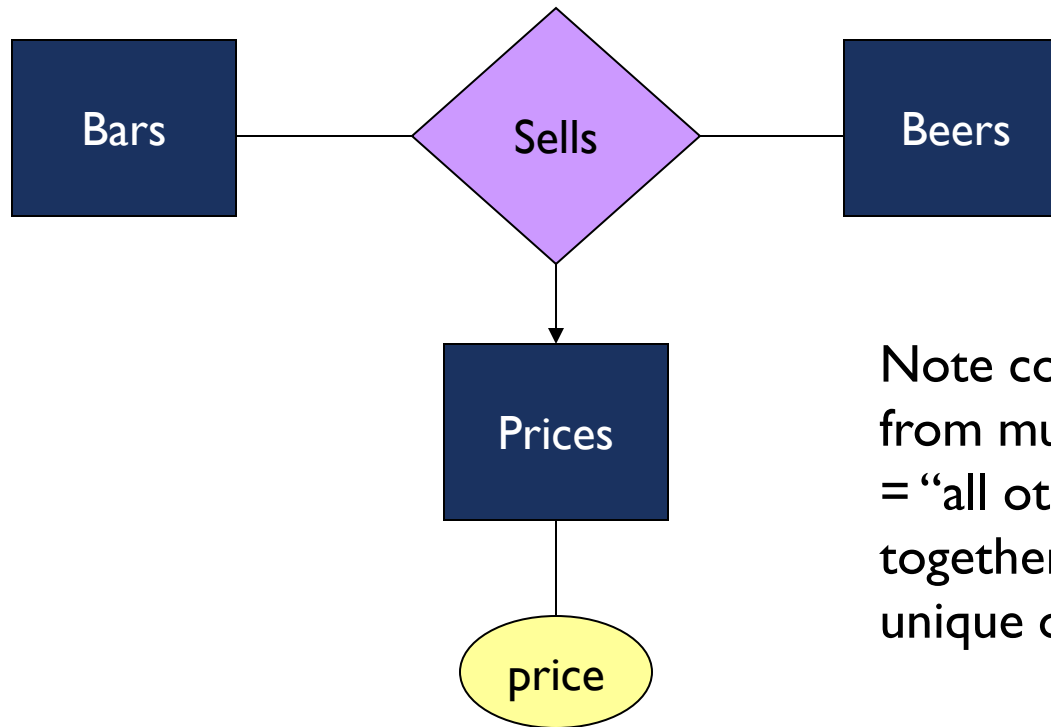 Bars
Sells
Beers
Prices
price
Note
from
= “all
together
unique